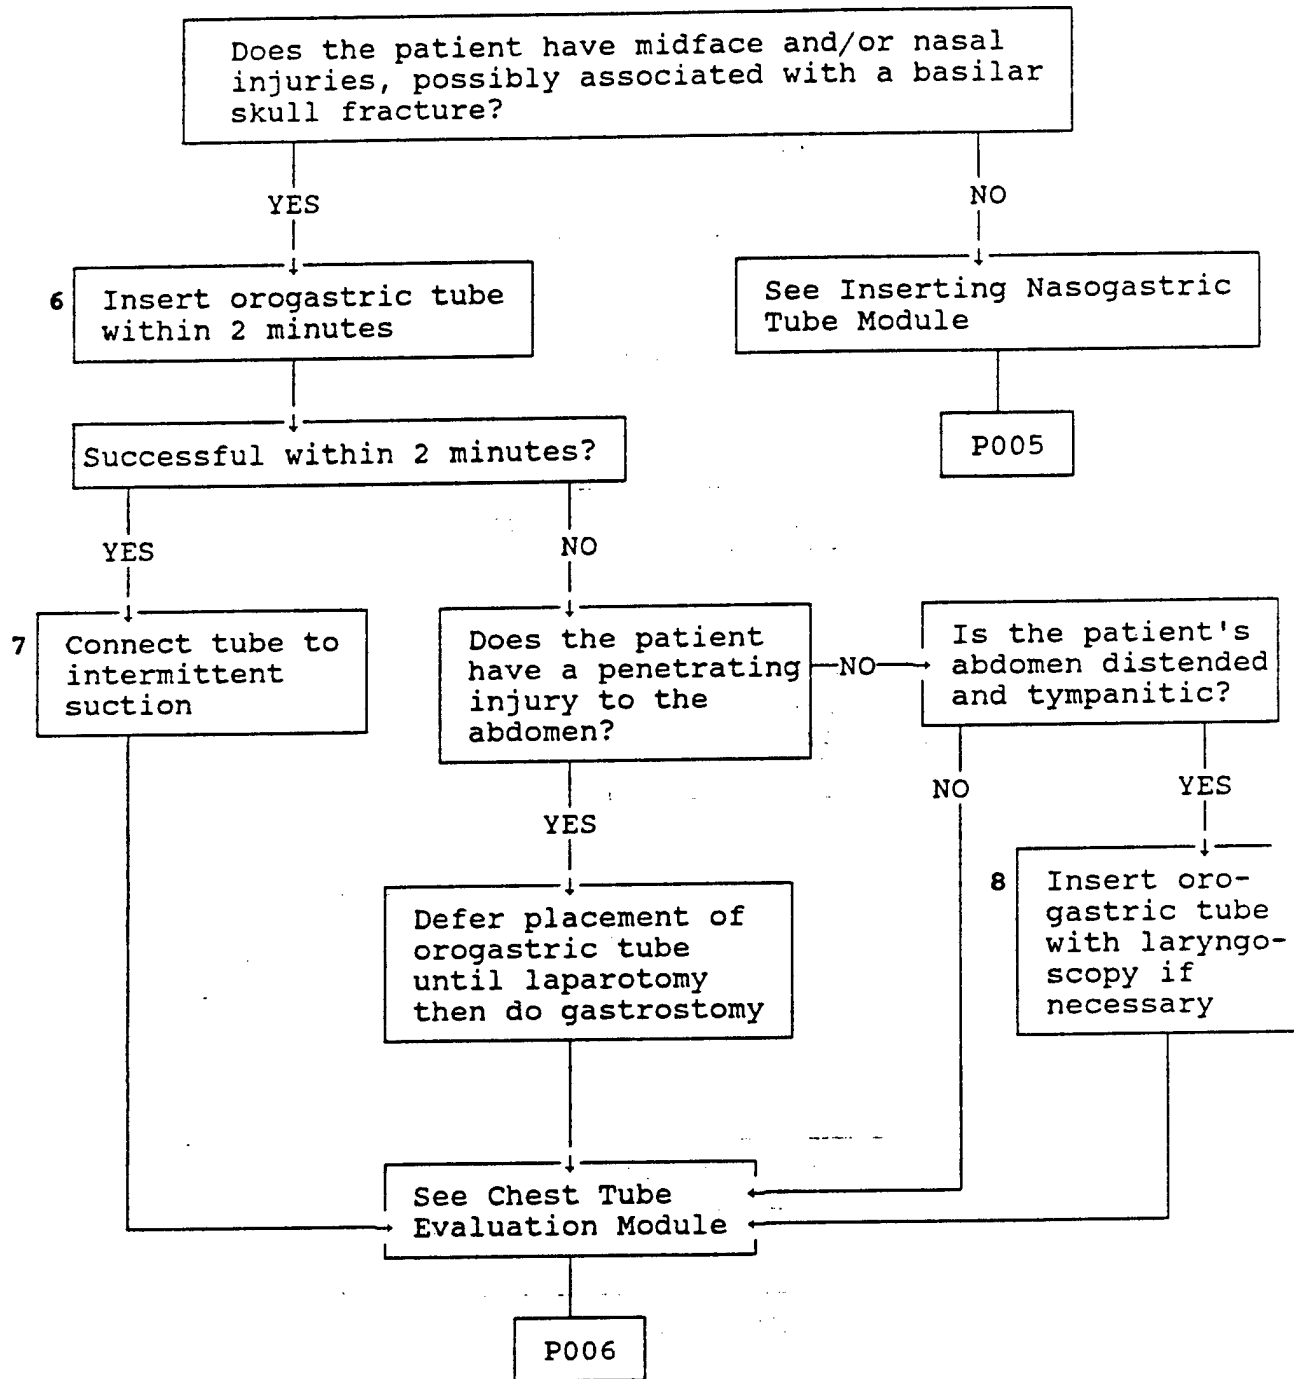 Does the patient have midface and/or nasal
injuries, possibly associated with a basilar
skull fracture?
YES
NO
6
Insert orogastric tube
within 2 minutes
See Inserting Nasogastric
Tube Module
Successful within 2 minutes?
P005
YES
NO
7
Connect tube to
intermittent
suction
Does the patient
have a penetrating
injury to the
abdomen?
NO
Is the patient's
abdomen distended
and tympanitic?
NO
YES
YES
Defer placement of
orogastric tube
until laparotomy
then do gastrostomy
8
Insert oro-
gastric tube
with laryngo-
scopy if
necessary
See Chest Tube
Evaluation Module
P006